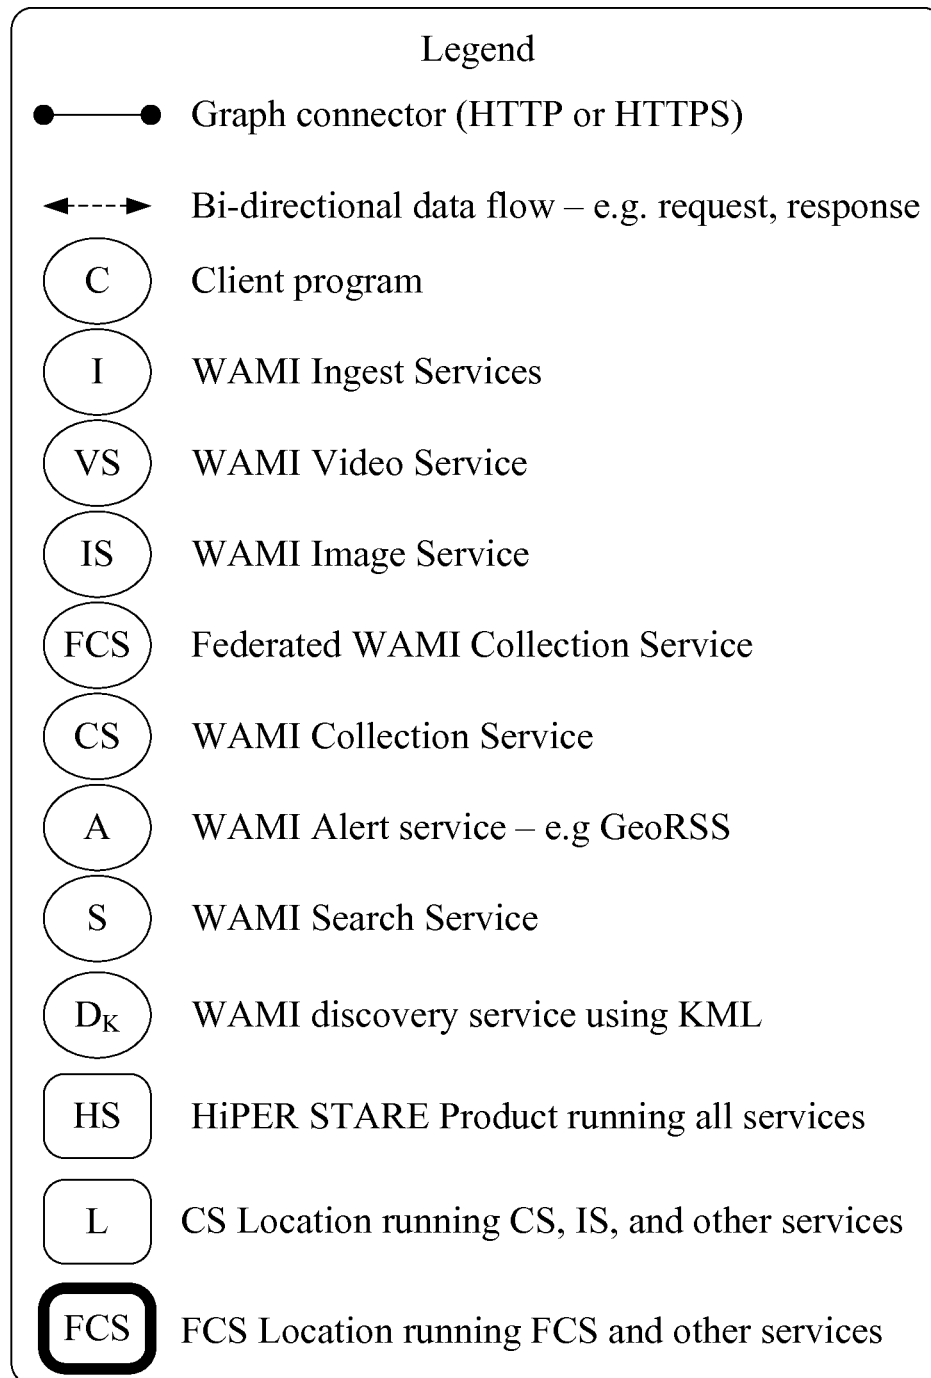 Legend
Graph connector (HTTP or HTTPS)
Bi-directional data flow – e.g. request, response
C Client program
I WAMI Ingest Services
VS WAMI Video Service
IS WAMI Image Service
FCS Federated WAMI Collection Service
CS WAMI Collection Service
A WAMI Alert service – e.g GeoRSS
S WAMI Search Service
DK WAMI discovery service using KML
HS HiPER STARE Product running all services
L CS Location running CS, IS, and other services
FCS FCS Location running FCS and other services